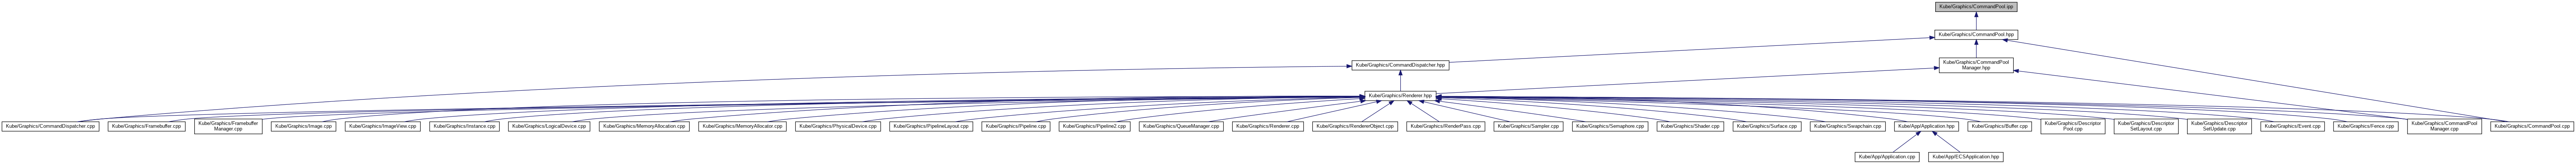 Kube/Graphics/CommandPool.ipp
Kube/Graphics/CommandPool.hpp
Kube/Graphics/CommandDispatcher.hpp
Kube/Graphics/CommandPool
Manager.hpp
Kube/Graphics/Renderer.hpp
Kube/Graphics/CommandDispatcher.cpp
Kube/Graphics/Framebuffer.cpp
Kube/Graphics/Framebuffer
Manager.cpp
Kube/Graphics/Image.cpp
Kube/Graphics/ImageView.cpp
Kube/Graphics/Instance.cpp
Kube/Graphics/LogicalDevice.cpp
Kube/Graphics/MemoryAllocation.cpp
Kube/Graphics/MemoryAllocator.cpp
Kube/Graphics/PhysicalDevice.cpp
Kube/Graphics/PipelineLayout.cpp
Kube/Graphics/Pipeline.cpp
Kube/Graphics/Pipeline2.cpp
Kube/Graphics/QueueManager.cpp
Kube/Graphics/Renderer.cpp
Kube/Graphics/RendererObject.cpp
Kube/Graphics/RenderPass.cpp
Kube/Graphics/Sampler.cpp
Kube/Graphics/Semaphore.cpp
Kube/Graphics/Shader.cpp
Kube/Graphics/Surface.cpp
Kube/Graphics/Swapchain.cpp
Kube/App/Application.hpp
Kube/Graphics/Buffer.cpp
Kube/Graphics/Descriptor
Pool.cpp
Kube/Graphics/Descriptor
SetLayout.cpp
Kube/Graphics/Descriptor
SetUpdate.cpp
Kube/Graphics/Event.cpp
Kube/Graphics/Fence.cpp
Kube/Graphics/CommandPool
Manager.cpp
Kube/Graphics/CommandPool.cpp
Kube/App/Application.cpp
Kube/App/ECSApplication.hpp